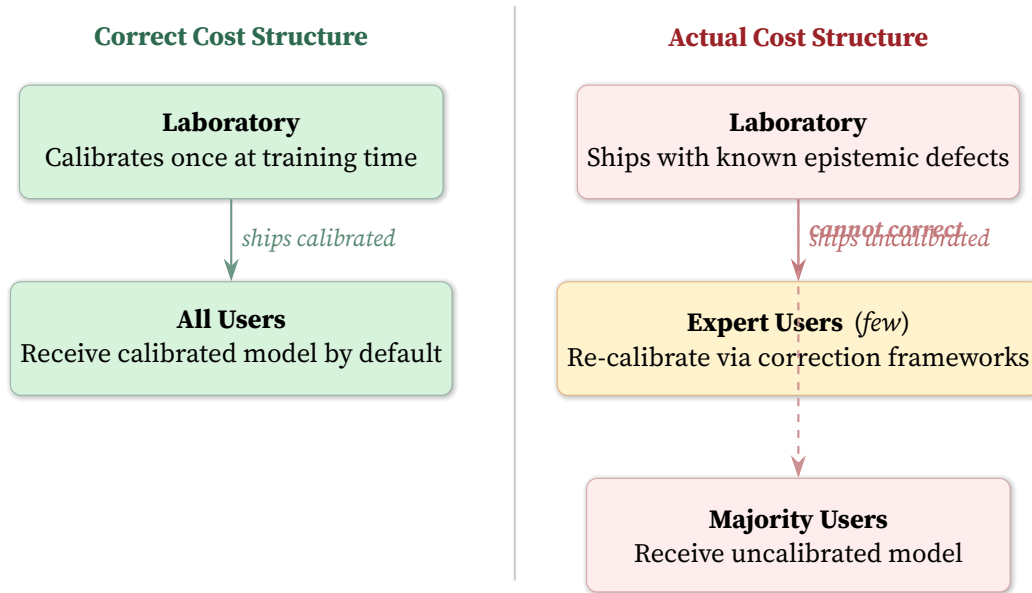 Correct Cost Structure
Laboratory
Calibrates once at training time
ships calibrated
All Users
Receive calibrated model by default
Actual Cost Structure
Laboratory
Ships with known epistemic defects
cannot correct
ships uncalibrated
Expert Users (few)
Re-calibrate via correction frameworks
Majority Users
Receive uncalibrated model